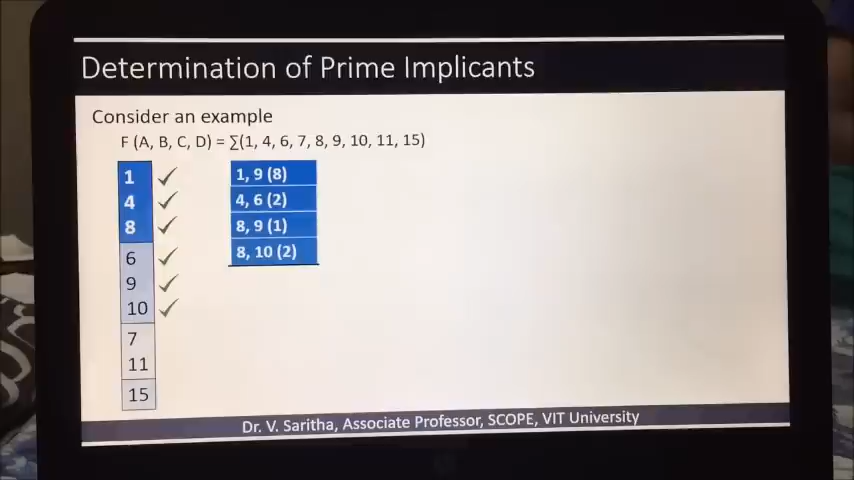 Determination of Prime Implicants
Consider an example
F (A, B, C, D) = ∑(1, 4, 6, 7, 8, 9, 10, 11, 15)
1 ✓
4 ✓
8 ✓
6 ✓
9 ✓
10 ✓
7
11
15
1, 9 (8)
4, 6 (2)
8, 9 (1)
8, 10 (2)
Dr. V. Saritha, Associate Professor, SCOPE, VIT University